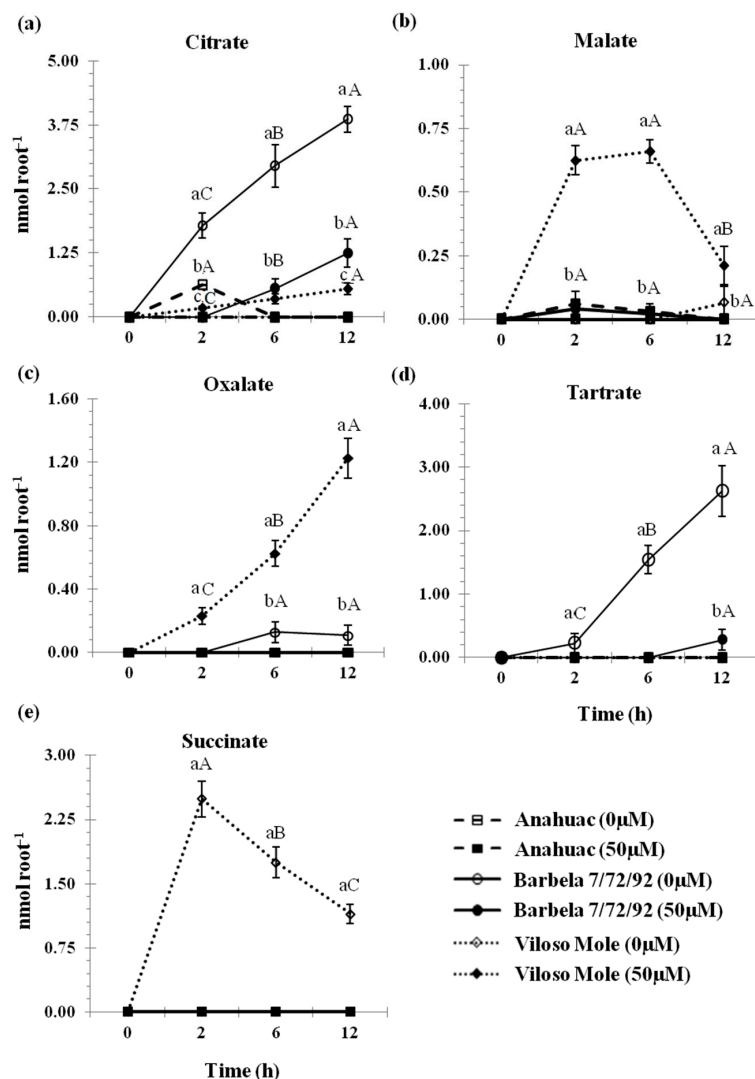 (a)
Citrate
nmol root⁻¹
5.00
3.75
2.50
1.25
0.00
aC
aB
aA
bA
cC
bB
bA
cA
0
2
6
12
(b)
Malate
1.00
0.75
0.50
0.25
0.00
aA
aA
aB
bA
bA
bA
0
2
6
12
(c)
Oxalate
nmol root⁻¹
1.60
1.20
0.80
0.40
0.00
aC
aB
aA
bA
bA
0
2
6
12
(d)
Tartrate
4.00
3.00
2.00
1.00
0.00
aC
aB
aA
bA
0
2
6
12
Time (h)
(e)
Succinate
nmol root⁻¹
3.00
2.25
1.50
0.75
0.00
aA
aB
aC
0
2
6
12
Time (h)
Anahuac (0µM)
Anahuac (50µM)
Barbela 7/72/92 (0µM)
Barbela 7/72/92 (50µM)
Viloso Mole (0µM)
Viloso Mole (50µM)